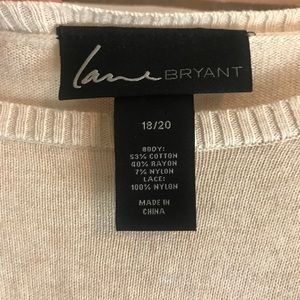 lane BRYANT
18/20
BODY:
53% COTTON
40% RAYON
7% NYLON
LACE:
100% NYLON
MADE IN
CHINA